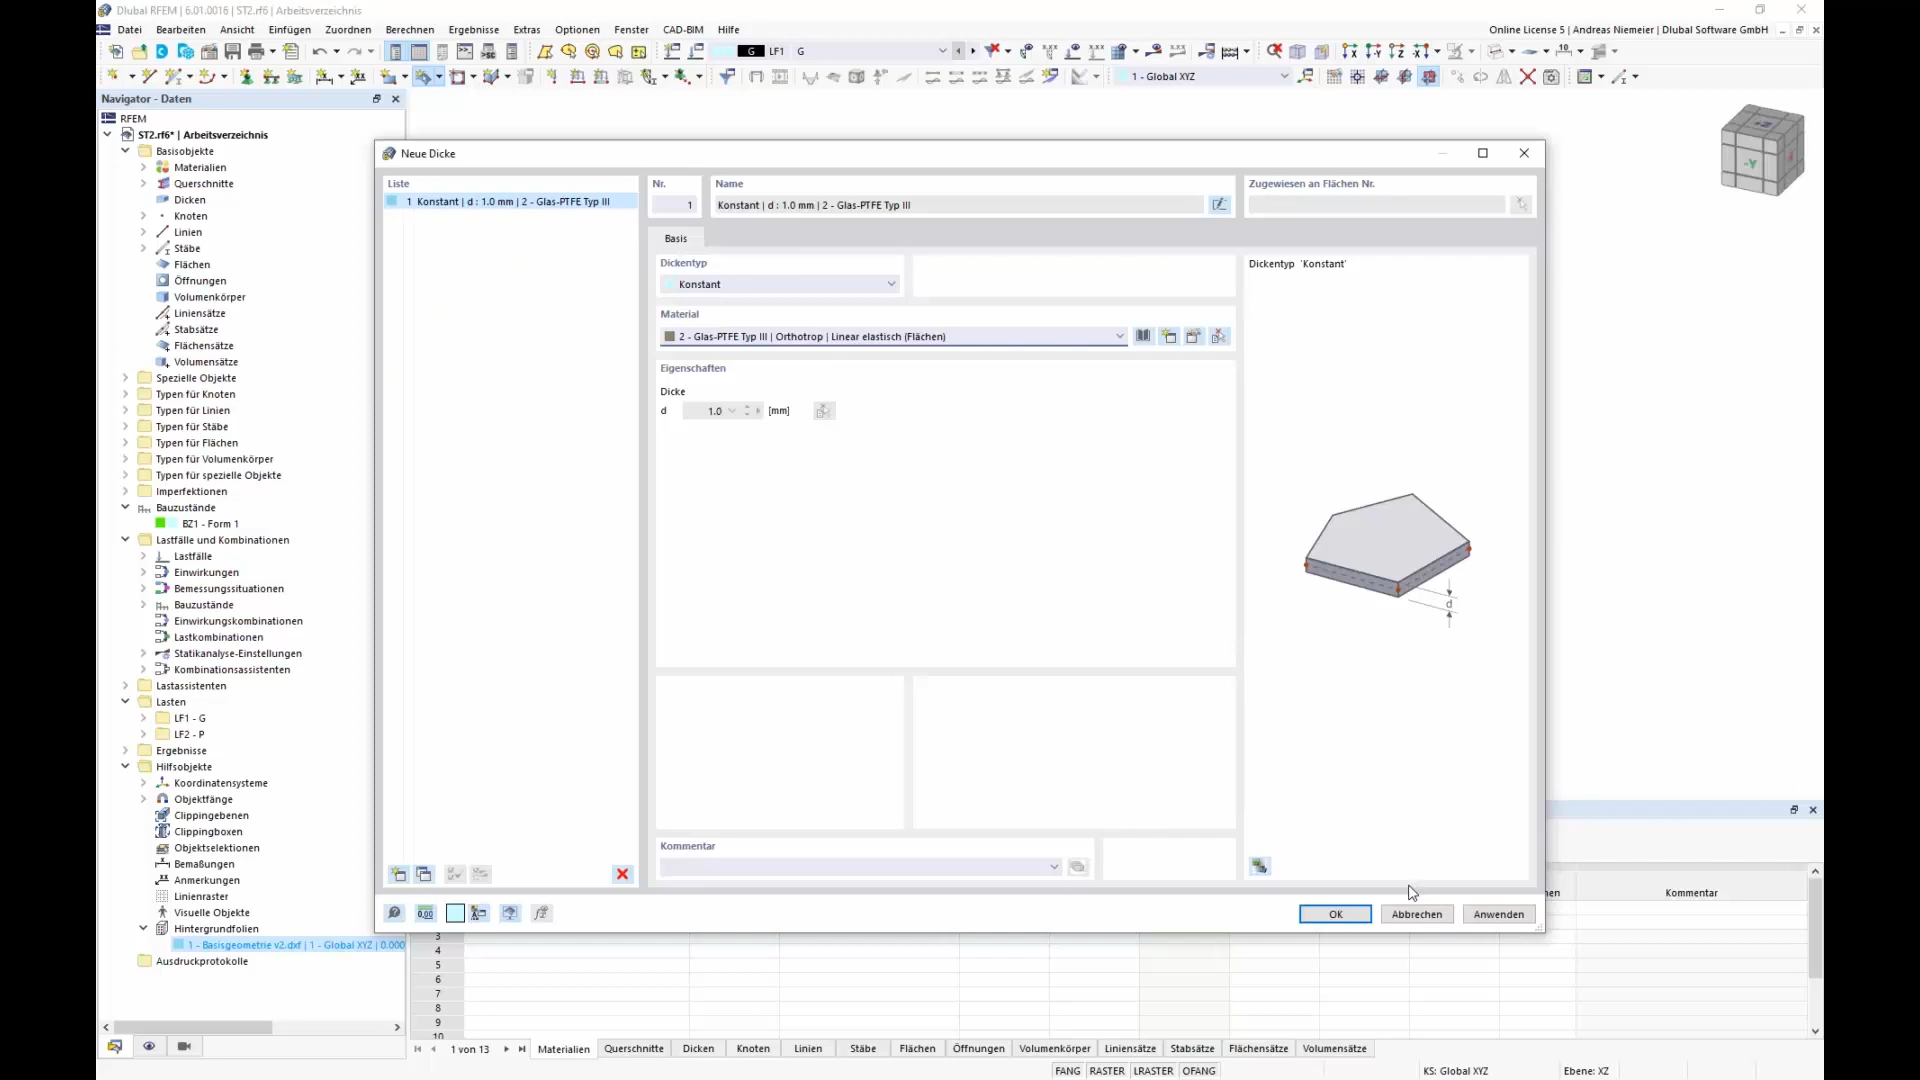 Dlubal RFEM | 6.01.0016 | ST2.rf6 | Arbeitsverzeichnis
Datei Bearbeiten Ansicht Einfügen Zuordnen Berechnen Ergebnisse Extras Optionen Fenster CAD-BIM Hilfe
Online License 5 | Andreas Niemeier | Dlubal Software GmbH
G LF1 G
1 - Global XYZ
Navigator - Daten
RFEM
ST2.rf6* | Arbeitsverzeichnis
Basisobjekte
Materialien
Querschnitte
Dicken
Knoten
Linien
Stäbe
Flächen
Öffnungen
Volumenkörper
Liniensätze
Stabsätze
Flächensätze
Volumensätze
Spezielle Objekte
Typen für Knoten
Typen für Linien
Typen für Stäbe
Typen für Flächen
Typen für Volumenkörper
Typen für spezielle Objekte
Imperfektionen
Bauzustände
BZ1 - Form 1
Lastfälle und Kombinationen
Lastfälle
Einwirkungen
Bemessungssituationen
Bauzustände
Einwirkungskombinationen
Lastkombinationen
Statikanalyse-Einstellungen
Kombinationsassistenten
Lastassistenten
Lasten
LF1 - G
LF2 - P
Ergebnisse
Hilfsobjekte
Koordinatensysteme
Objektfänge
Clippingebenen
Clippingboxen
Objektselektionen
Bemaßungen
Anmerkungen
Linienraster
Visuelle Objekte
Hintergrundfolien
1 - Basisgeometrie v2.dxf | 1 - Global XYZ | 0.000
Ausdruckprotokolle
Neue Dicke
Liste
1 Konstant | d : 1.0 mm | 2 - Glas-PTFE Typ III
Nr.
1
Name
Konstant | d : 1.0 mm | 2 - Glas-PTFE Typ III
Zugewiesen an Flächen Nr.
Basis
Dickentyp
Konstant
Material
2 - Glas-PTFE Typ III | Orthotrop | Linear elastisch (Flächen)
Eigenschaften
Dicke
d 1.0 [mm]
Kommentar
Dickentyp 'Konstant'
d
OK Abbrechen Anwenden
-Y
Kommentar
3
4
5
6
7
8
9
10
1 von 13 Materialien Querschnitte Dicken Knoten Linien Stäbe Flächen Öffnungen Volumenkörper Liniensätze Stabsätze Flächensätze Volumensätze
FANG RASTER LRASTER OFANG KS: Global XYZ Ebene: XZ